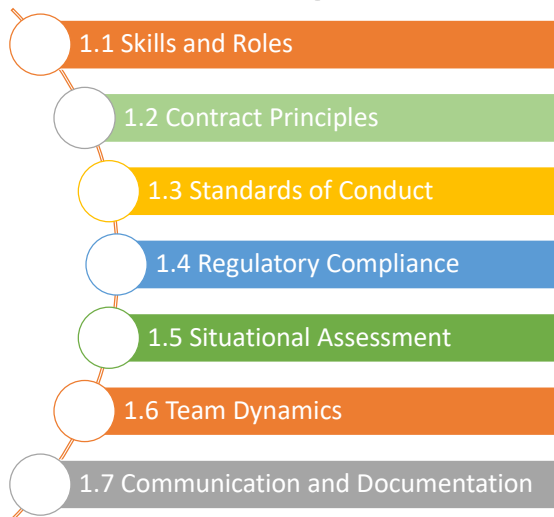 1.1 Skills and Roles
1.2 Contract Principles
1.3 Standards of Conduct
1.4 Regulatory Compliance
1.5 Situational Assessment
1.6 Team Dynamics
1.7 Communication and Documentation